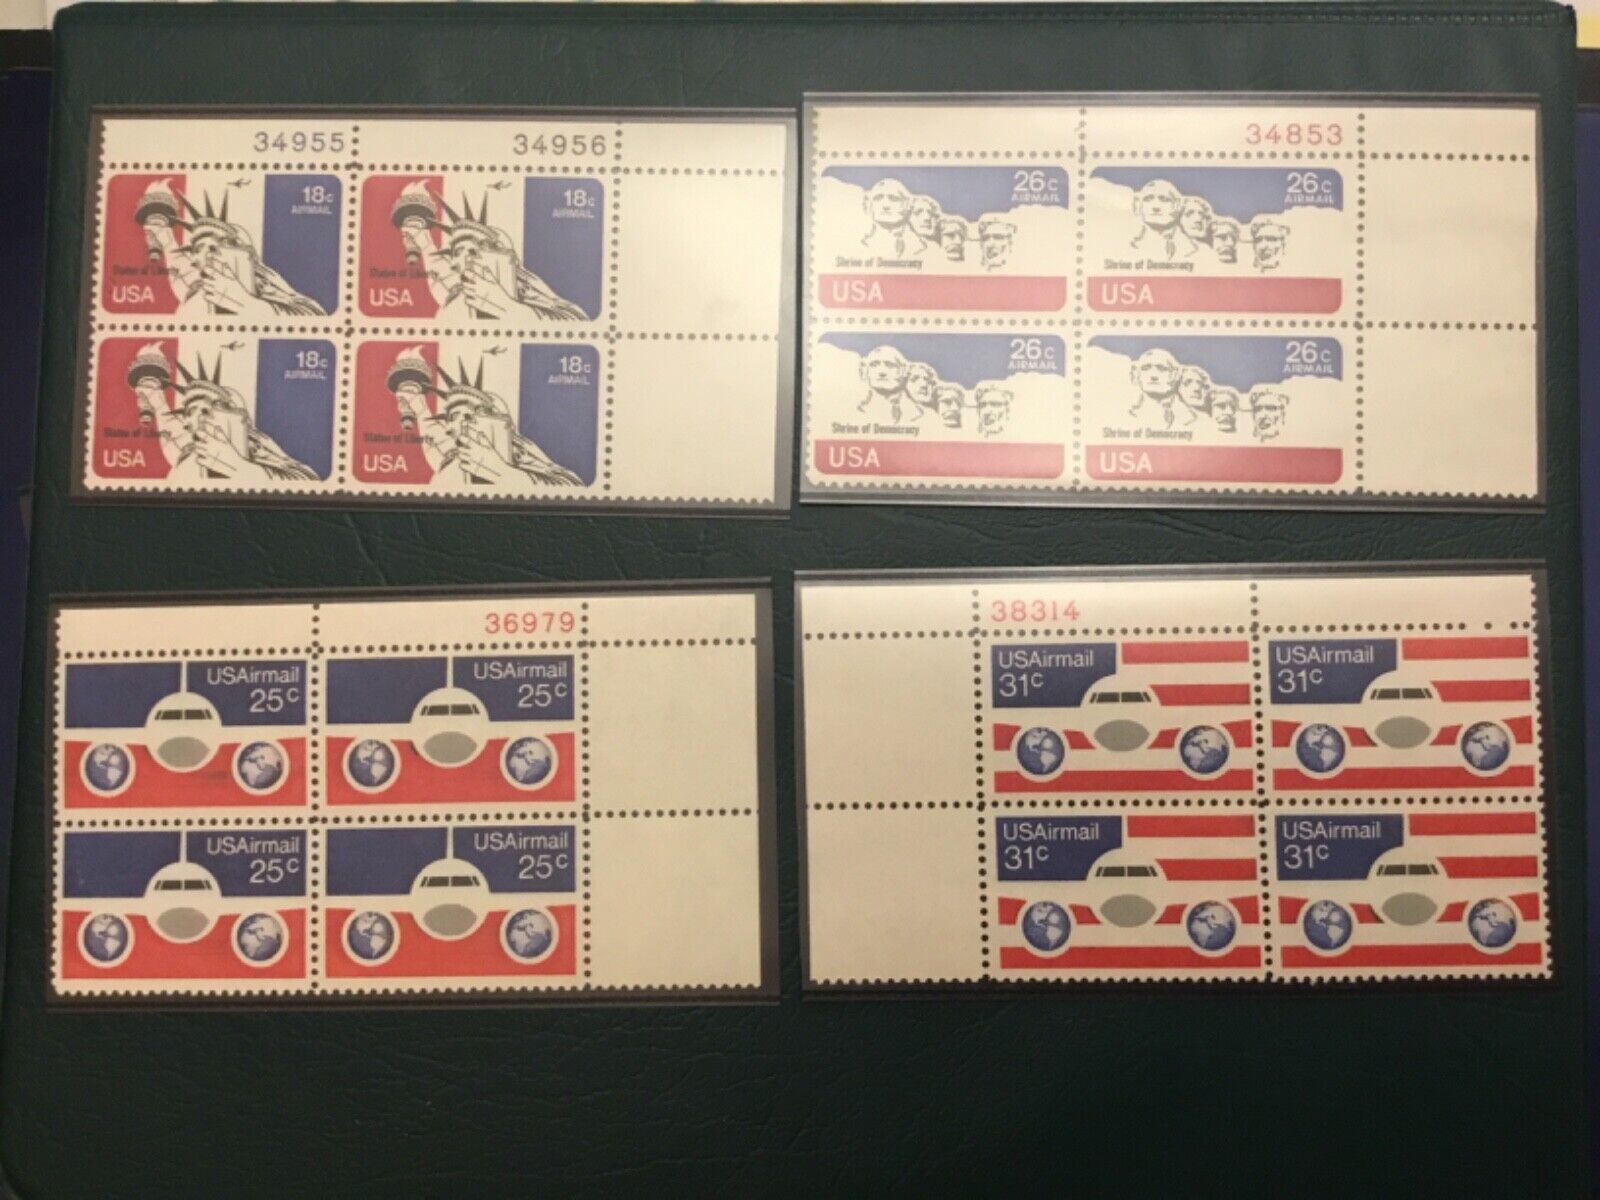 34955 34956
18c 18c
AIRMAIL AIRMAIL
Statue of Liberty Statue of Liberty
USA USA
18c 18c
AIRMAIL AIRMAIL
Statue of Liberty Statue of Liberty
USA USA
34853
26c 26c
AIRMAIL AIRMAIL
Shrine of Democracy Shrine of Democracy
USA USA
26c 26c
AIRMAIL AIRMAIL
Shrine of Democracy Shrine of Democracy
USA USA
36979
USAirmail USAirmail
25c 25c
USAirmail USAirmail
25c 25c
38314
USAirmail USAirmail
31c 31c
USAirmail USAirmail
31c 31c